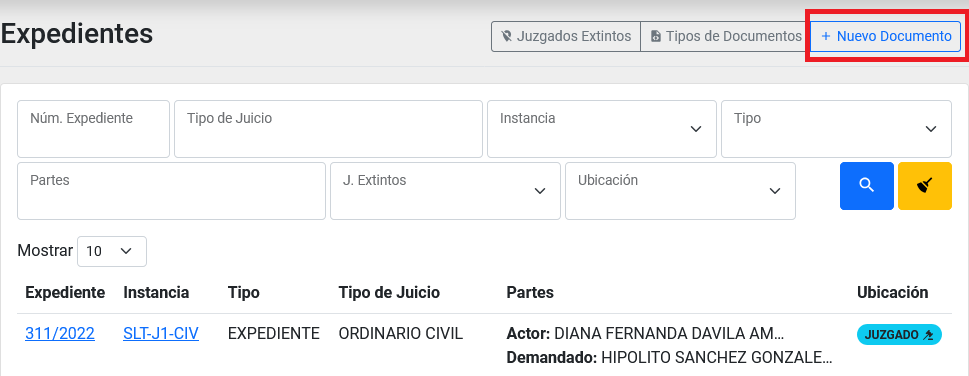 Expedientes
Juzgados Extintos Tipos de Documentos + Nuevo Documento
Núm. Expediente Tipo de Juicio Instancia Tipo
Partes J. Extintos Ubicación
Mostrar 10
Expediente Instancia Tipo Tipo de Juicio Partes Ubicación
311/2022 SLT-J1-CIV EXPEDIENTE ORDINARIO CIVIL Actor: DIANA FERNANDA DAVILA AM... JUZGADO
Demandado: HIPOLITO SANCHEZ GONZALE...